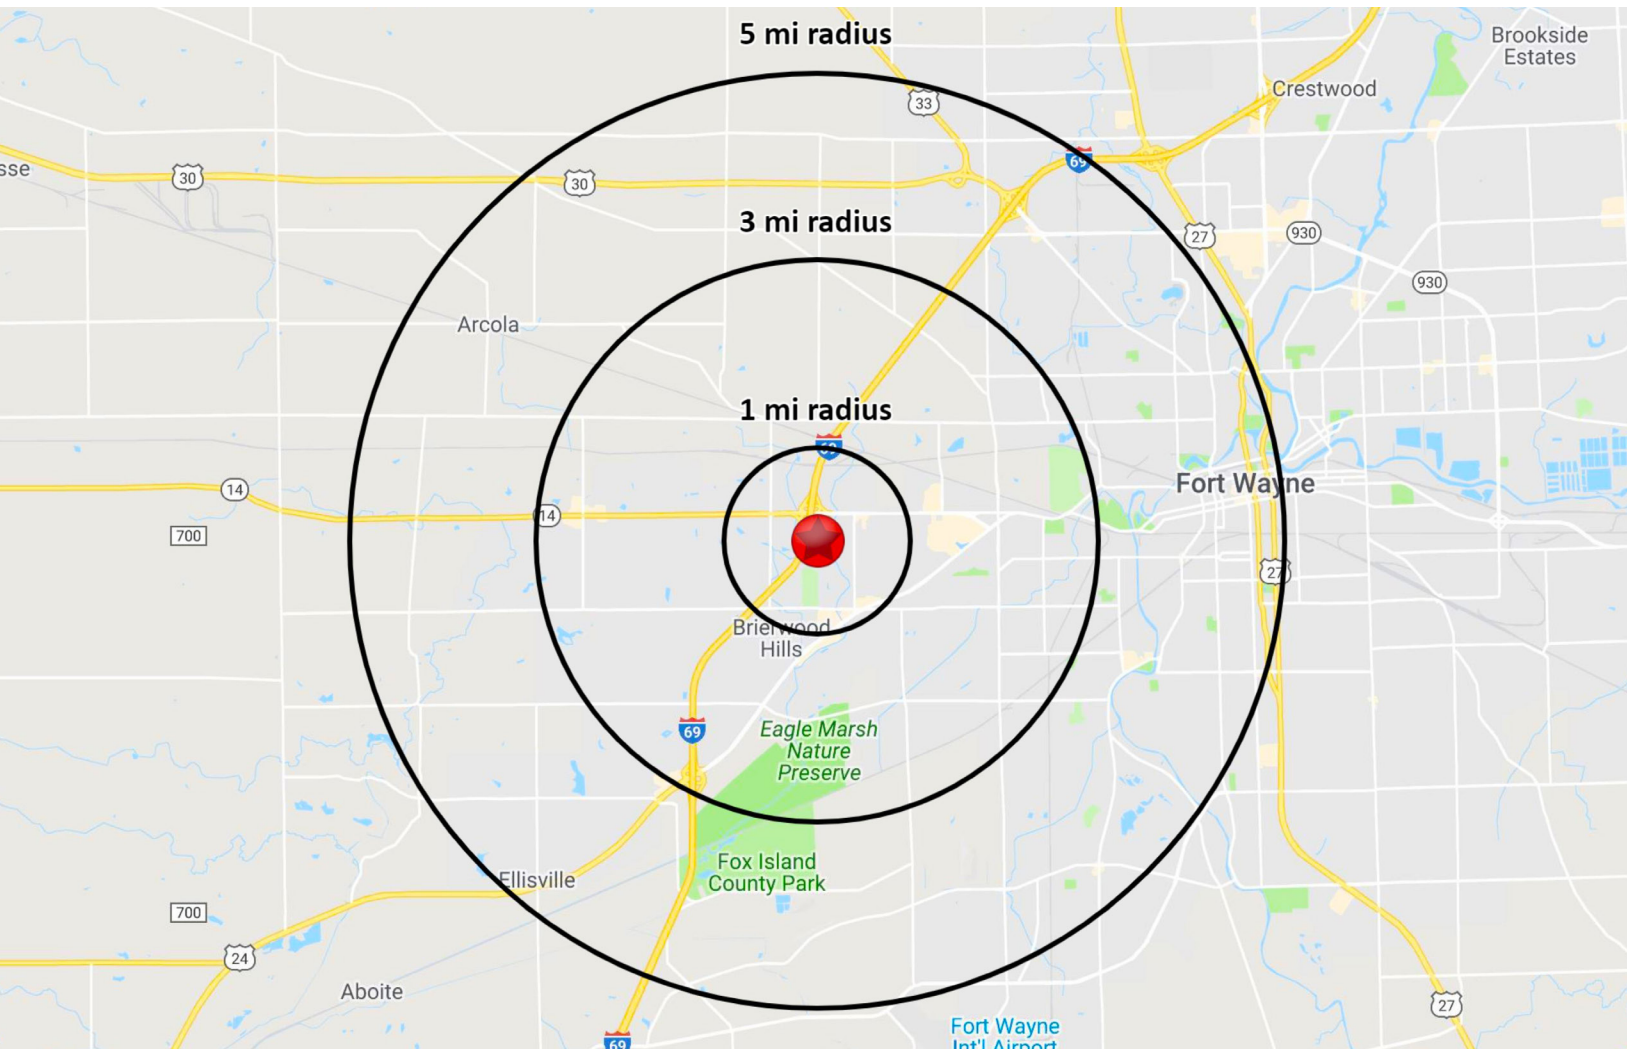 5 mi radius
Brookside
Estates
Crestwood
33
69
sse
30
30
3 mi radius
27
930
930
Arcola
1 mi radius
69
14
Fort Wayne
14
700
27
Brierwood
Hills
69
Eagle Marsh
Nature
Preserve
Fox Island
County Park
Ellisville
700
24
Aboite
27
Fort Wayne
Int'l Airport
69